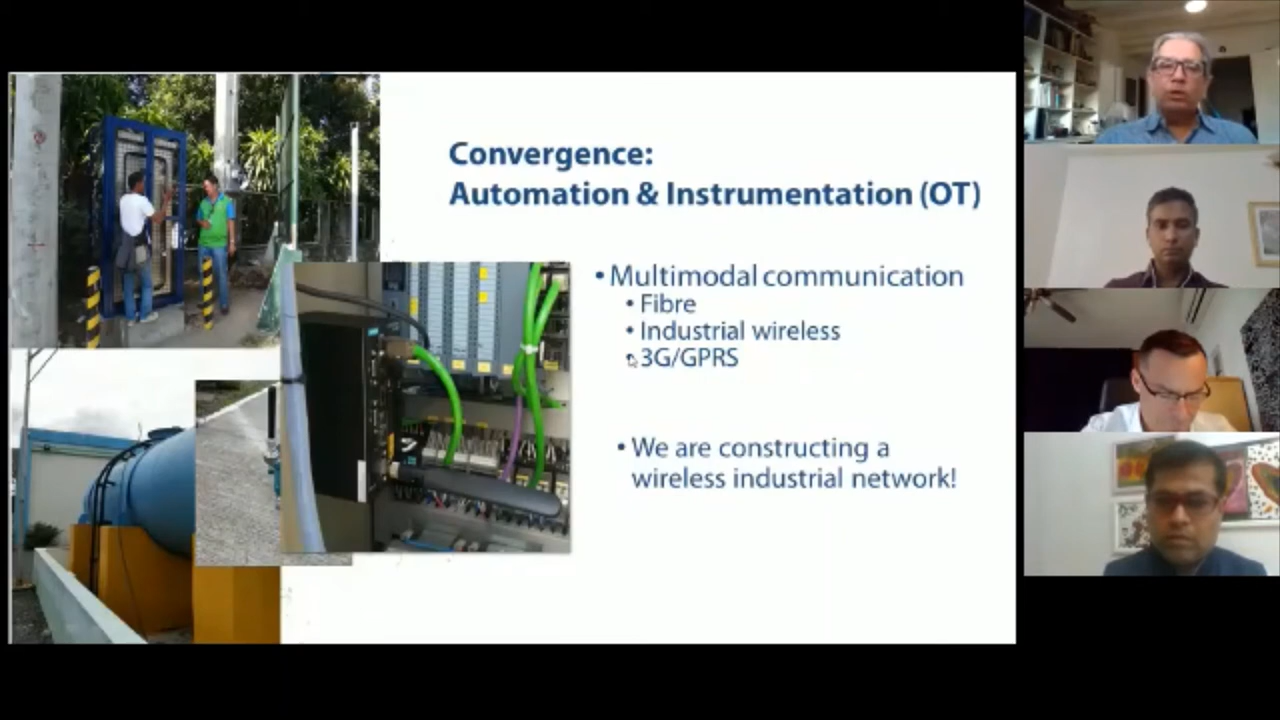 Convergence:
Automation & Instrumentation (OT)
• Multimodal communication
• Fibre
• Industrial wireless
• 3G/GPRS
• We are constructing a
wireless industrial network!